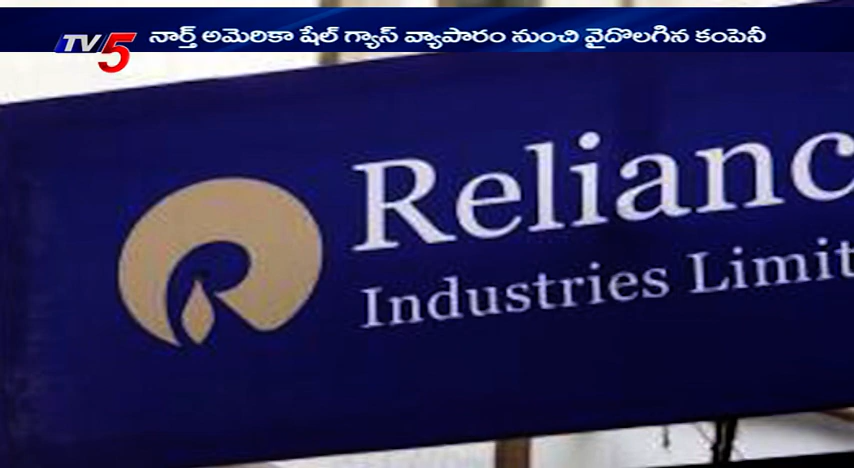 TV5 నార్త్ అమెరికా షేల్ గ్యాస్ వ్యాపారం నుంచి వైదొలగిన కంపెనీ
Relianc
Industries Limit